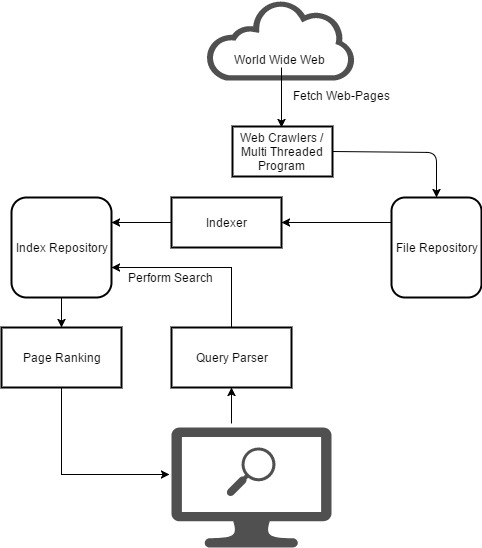 World Wide Web
Fetch Web-Pages
Web Crawlers /
Multi Threaded
Program
Indexer
Index Repository
File Repository
Perform Search
Page Ranking
Query Parser